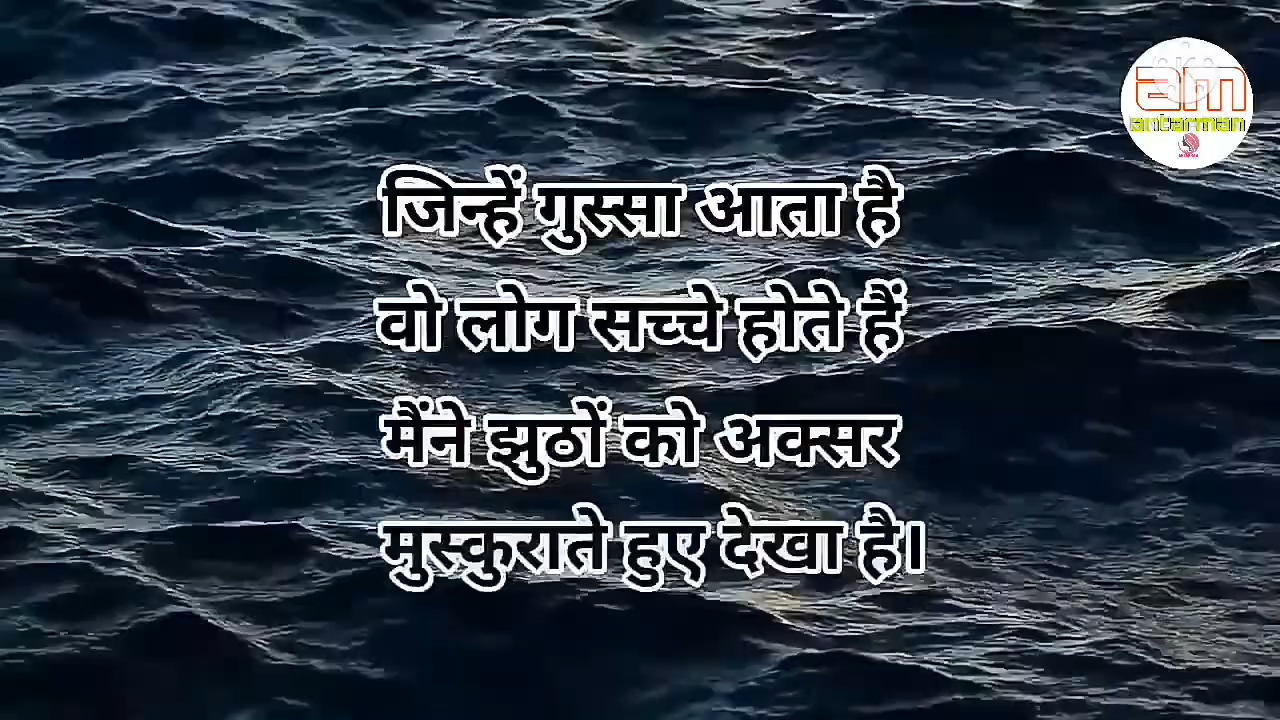 am
antarman
जिन्हें गुस्सा आता है
वो लोग सच्चे होते हैं
मैंने झुठों को अक्सर
मुस्कुराते हुए देखा है।